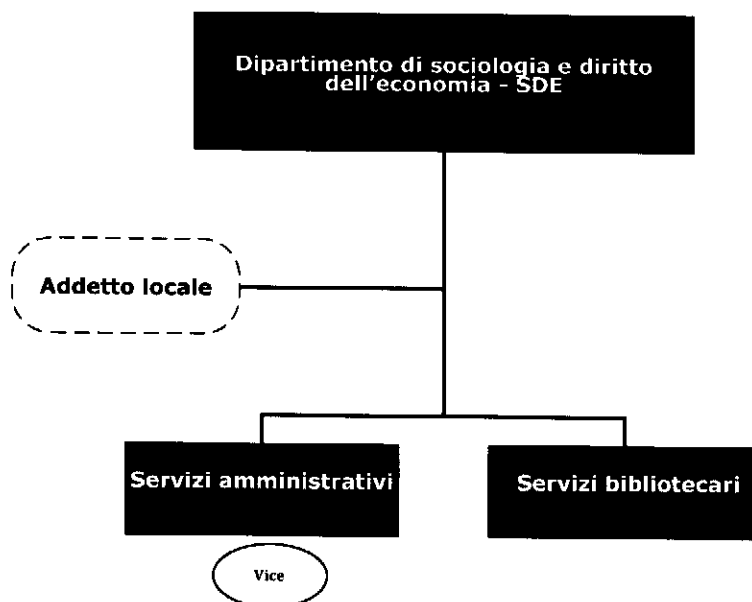 Dipartimento di sociologia e diritto
dell'economia - SDE
Addetto locale
Servizi amministrativi
Servizi bibliotecari
Vice